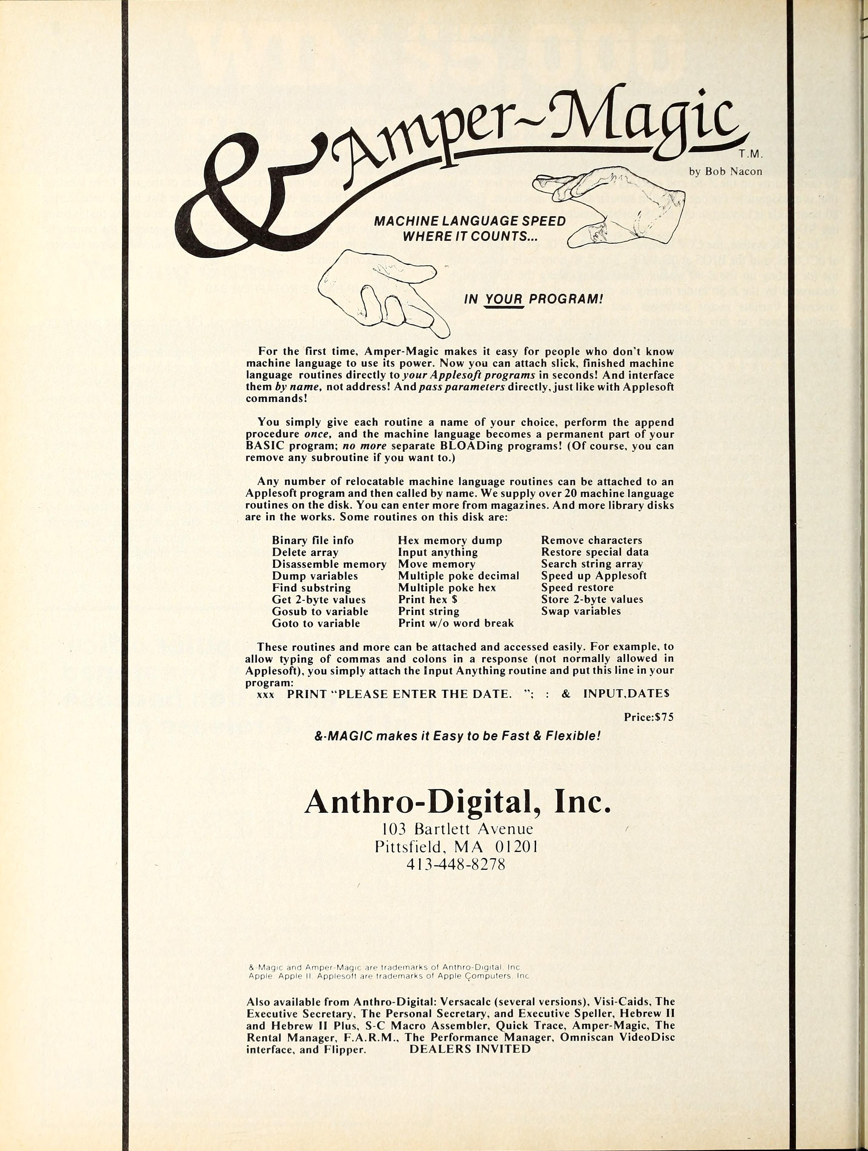 & Amper~Magic
T.M.
by Bob Nacon
MACHINE LANGUAGE SPEED
WHERE IT COUNTS...
IN YOUR PROGRAM!
For the first time, Amper-Magic makes it easy for people who don't know
machine language to use its power. Now you can attach slick, finished machine
language routines directly to your Applesoft programs in seconds! And interface
them by name, not address! And pass parameters directly, just like with Applesoft
commands!
You simply give each routine a name of your choice, perform the append
procedure once, and the machine language becomes a permanent part of your
BASIC program; no more separate BLOADing programs! (Of course, you can
remove any subroutine if you want to.)
Any number of relocatable machine language routines can be attached to an
Applesoft program and then called by name. We supply over 20 machine language
routines on the disk. You can enter more from magazines. And more library disks
are in the works. Some routines on this disk are:
Binary file info
Delete array
Disassemble memory
Dump variables
Find substring
Get 2-byte values
Gosub to variable
Goto to variable
Hex memory dump
Input anything
Move memory
Multiple poke decimal
Multiple poke hex
Print hex $
Print string
Print w/o word break
Remove characters
Restore special data
Search string array
Speed up Applesoft
Speed restore
Store 2-byte values
Swap variables
These routines and more can be attached and accessed easily. For example, to
allow typing of commas and colons in a response (not normally allowed in
Applesoft), you simply attach the Input Anything routine and put this line in your
program:
xxx PRINT "PLEASE ENTER THE DATE. "; : & INPUT,DATE$
Price:$75
&-MAGIC makes it Easy to be Fast & Flexible!
Anthro-Digital, Inc.
103 Bartlett Avenue
Pittsfield, MA 01201
413-448-8278
&-Magic and Amper-Magic are trademarks of Anthro-Digital, Inc.
Apple, Apple II, Applesoft are trademarks of Apple Computers, Inc.
Also available from Anthro-Digital: Versacalc (several versions), Visi-Caids, The
Executive Secretary, The Personal Secretary, and Executive Speller, Hebrew II
and Hebrew II Plus, S-C Macro Assembler, Quick Trace, Amper-Magic, The
Rental Manager, F.A.R.M., The Performance Manager, Omniscan VideoDisc
interface, and Flipper. DEALERS INVITED